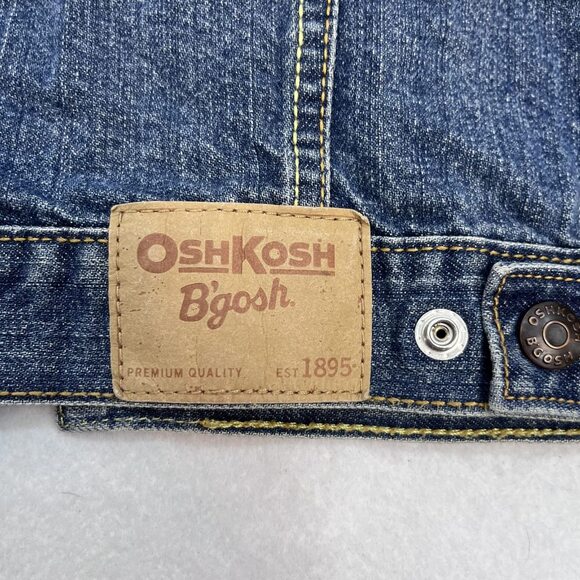 OSHKOSH
B'gosh.
PREMIUM QUALITY EST 1895
OSHKOSH
B'GOSH